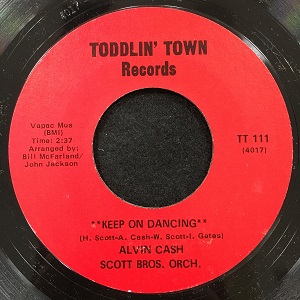 TODDLIN' TOWN
Records
Vapac Mus
(BMI)
Time: 2:37
Arranged by:
Bill McFarland/
John Jackson
TT 111
(4017)
**KEEP ON DANCING**
(H. Scott-A. Cash-W. Scott-I. Gates)
ALVIN CASH
SCOTT BROS. ORCH.